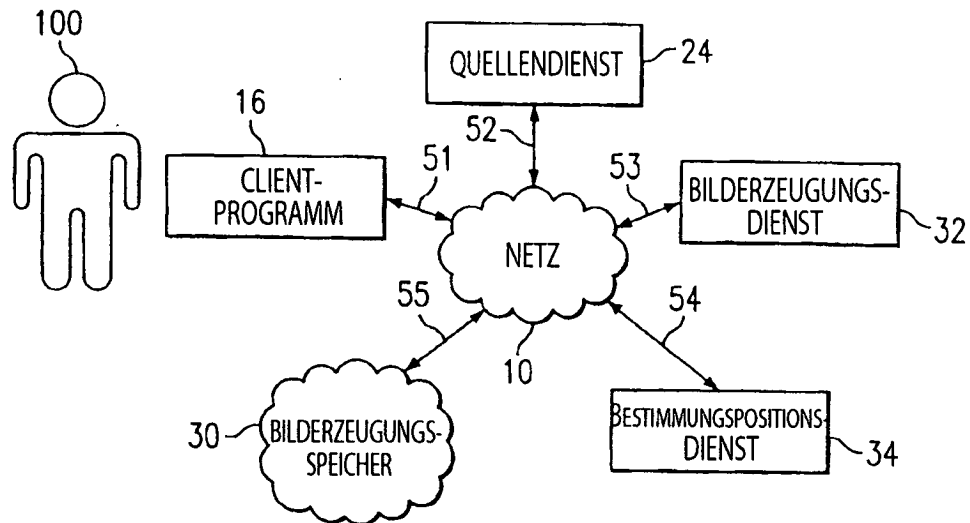 100
16
CLIENT-
PROGRAMM
51
QUELLENDIENST
24
52
53
BILDERZEUGUNGS-
DIENST
32
NETZ
10
55
54
30
BILDERZEUGUNGS-
SPEICHER
BESTIMMUNGSPOSITIONS-
DIENST
34